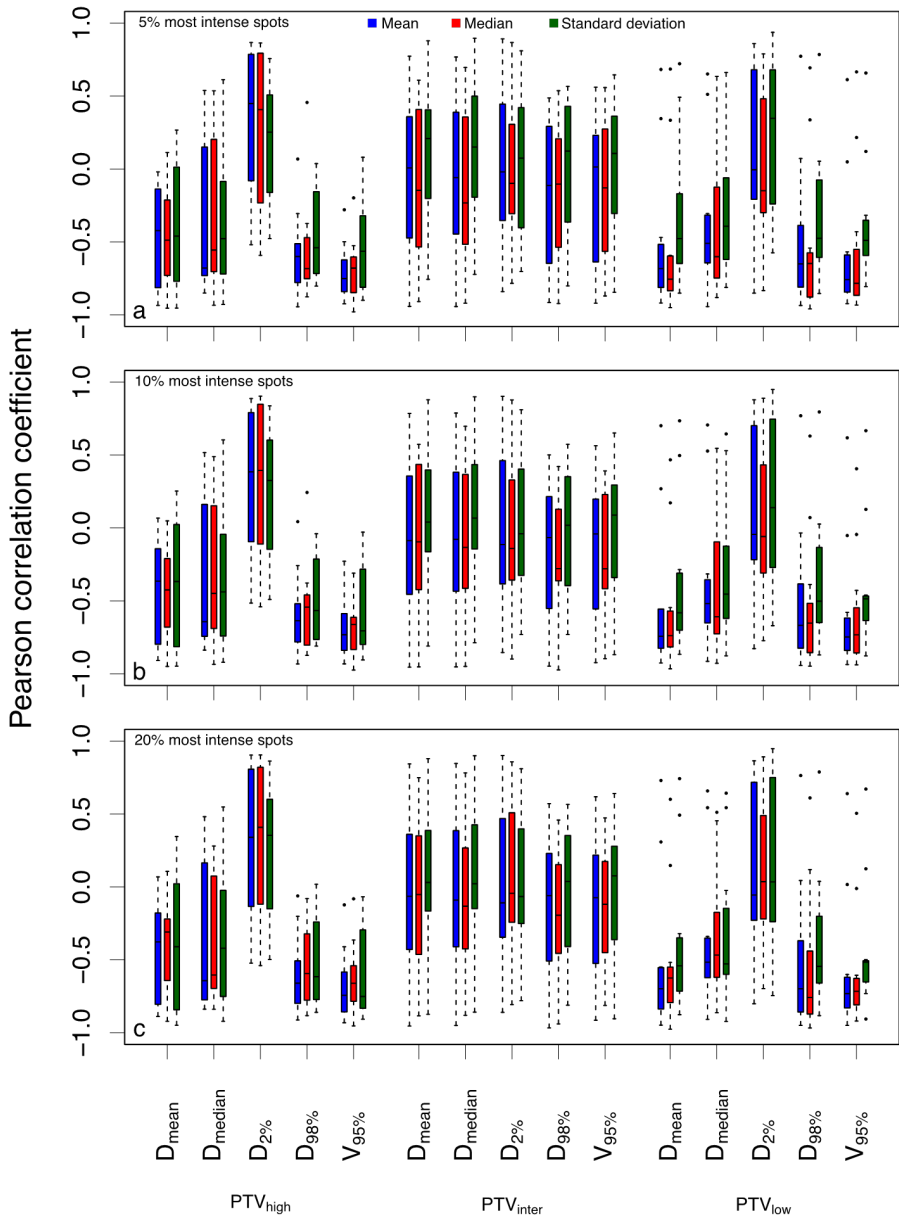 5% most intense spots
Mean Median Standard deviation
1.0
0.5
0.0
−0.5
−1.0
a
10% most intense spots
1.0
0.5
0.0
−0.5
−1.0
b
20% most intense spots
1.0
0.5
0.0
−0.5
−1.0
c
Pearson correlation coefficient
Dmean Dmedian D2% D98% V95% Dmean Dmedian D2% D98% V95% Dmean Dmedian D2% D98% V95%
PTVhigh PTVinter PTVlow